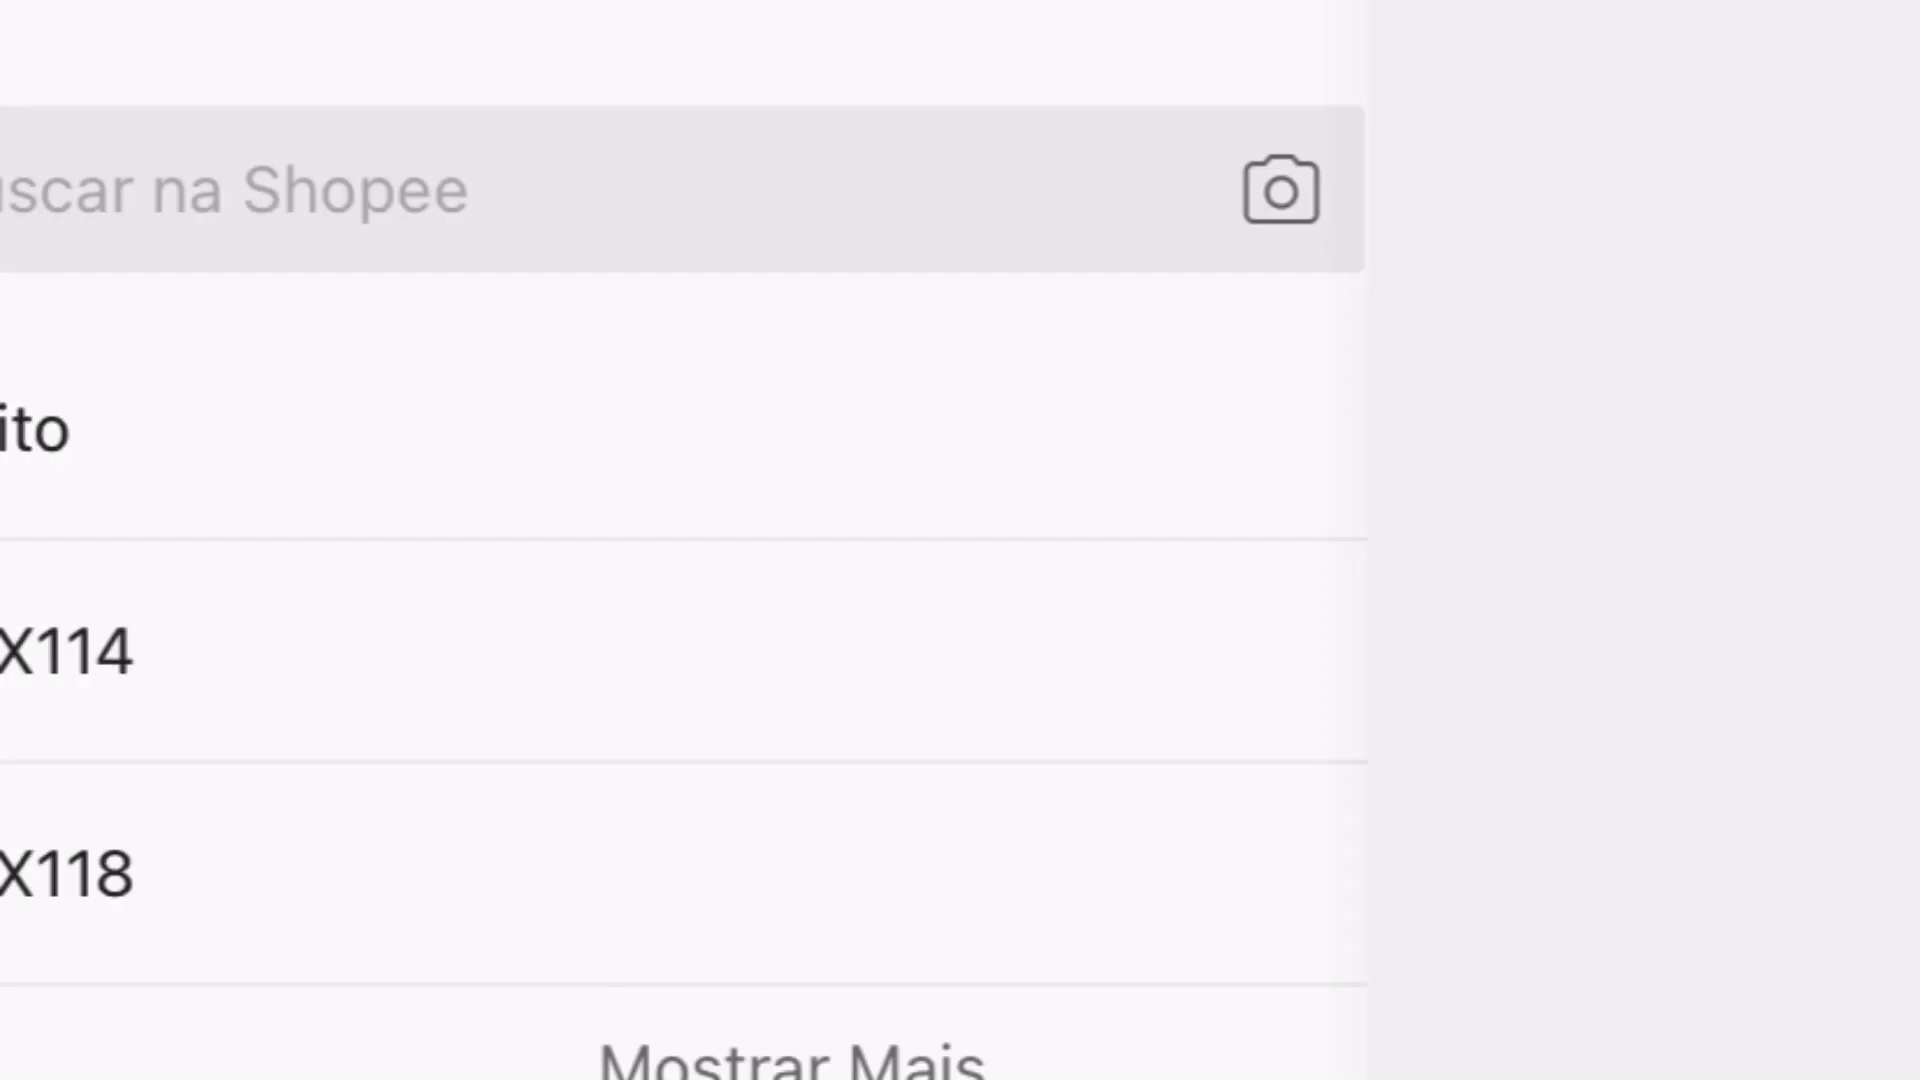 uscar na Shopee
ito
X114
X118
Mostrar Mais